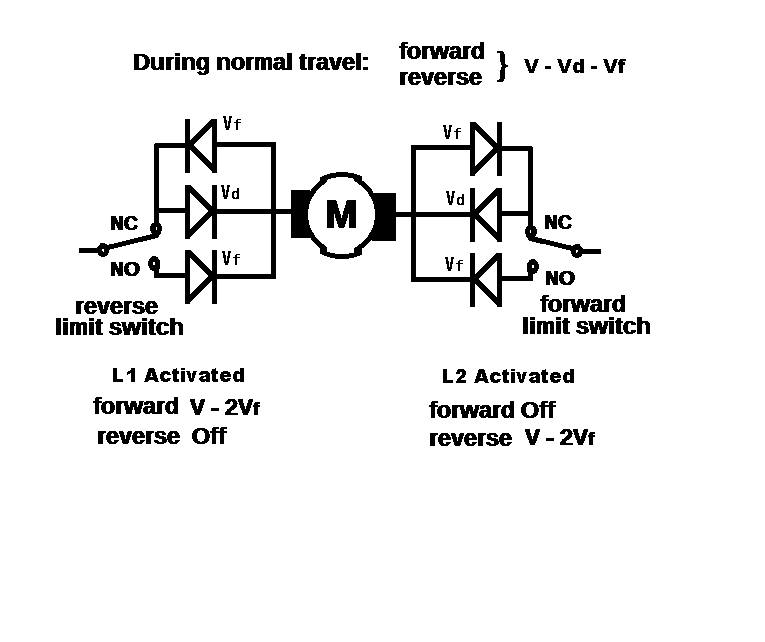 During normal travel: forward } V - Vd - Vf
reverse
Vf
Vf
Vd
Vd
NC
NC
M
Vf
Vf
NO
NO
reverse
limit switch
forward
limit switch
L1 Activated
forward V - 2Vf
reverse Off
L2 Activated
forward Off
reverse V - 2Vf